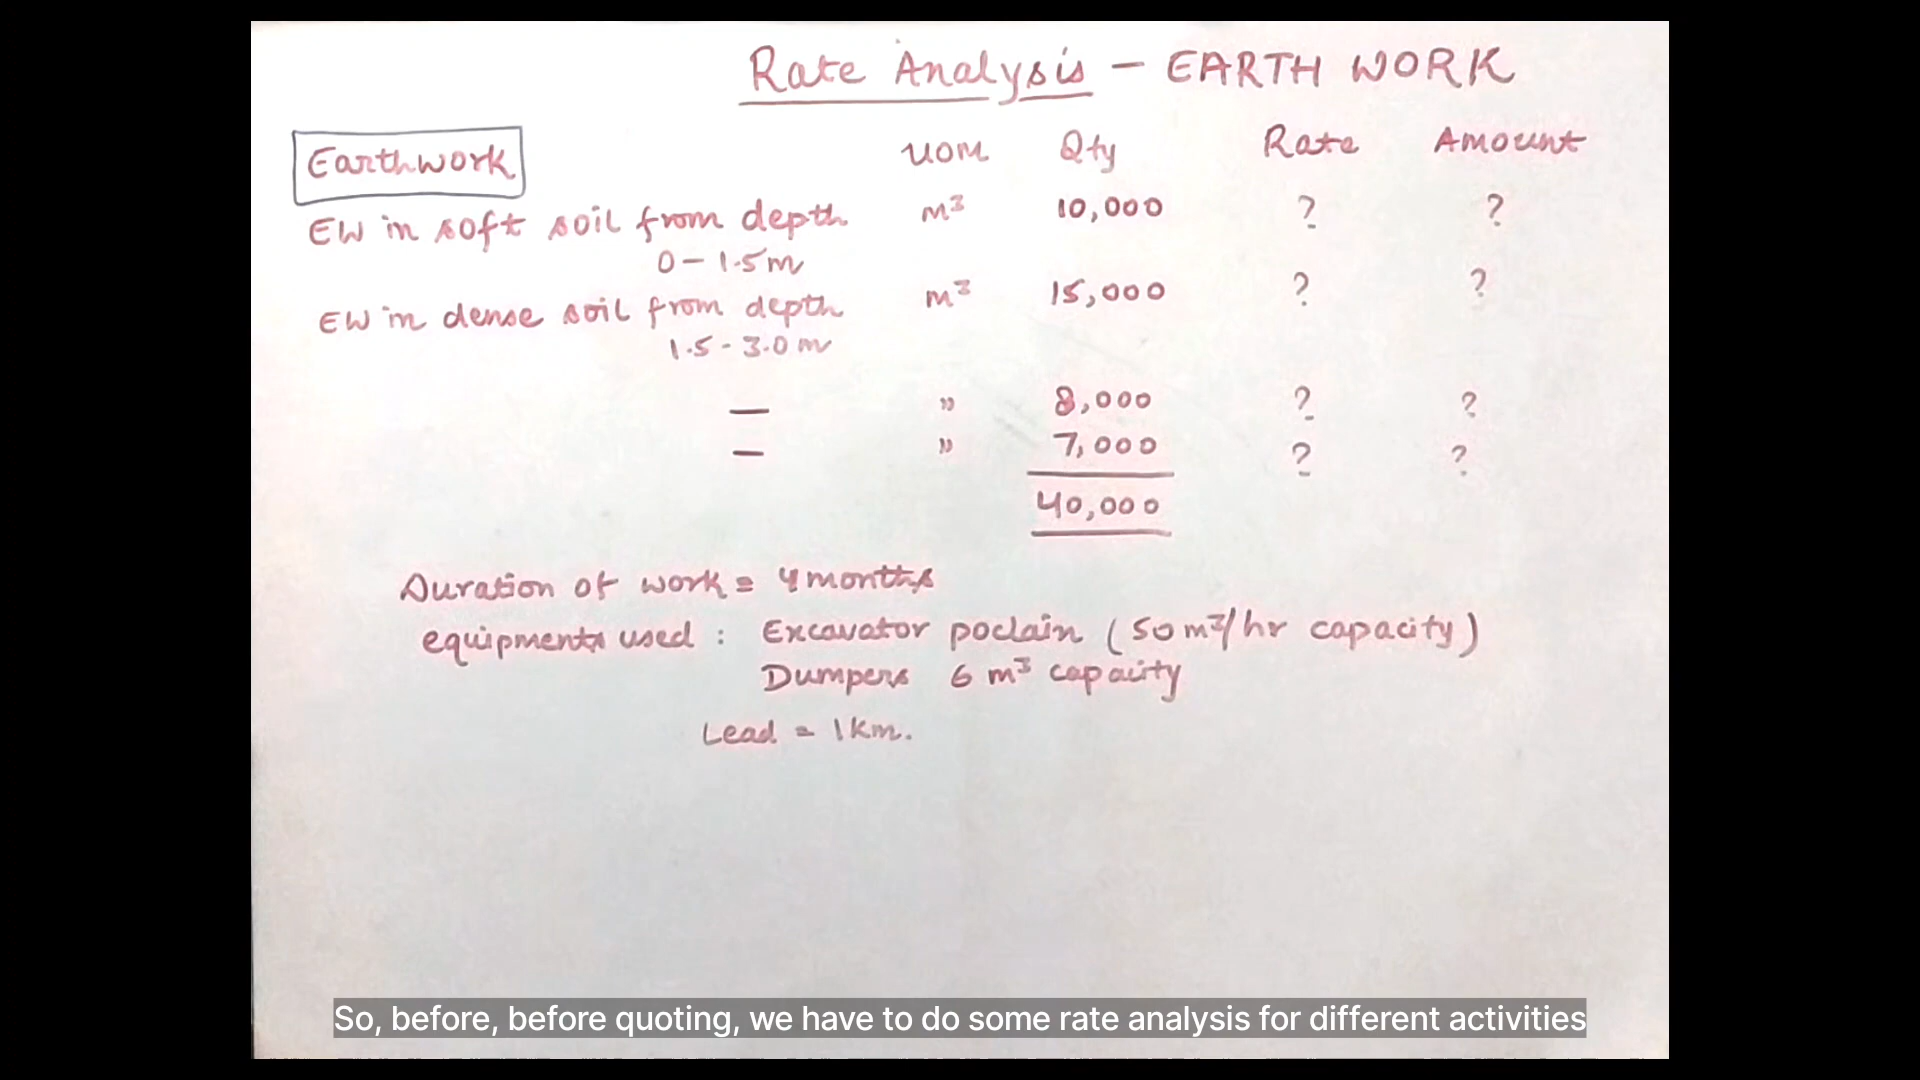 Rate Analysis - EARTH WORK
Earthwork UOM Qty Rate Amount
EW in soft soil from depth m³ 10,000 ? ?
0 - 1.5m
EW in dense soil from depth m³ 15,000 ? ?
1.5 - 3.0 m
— " 8,000 ? ?
— " 7,000 ? ?
40,000
Duration of work = 4 months
equipments used : Excavator poclain (50 m³/hr capacity)
Dumpers 6 m³ capacity
Lead = 1km.
So, before, before quoting, we have to do some rate analysis for different activities